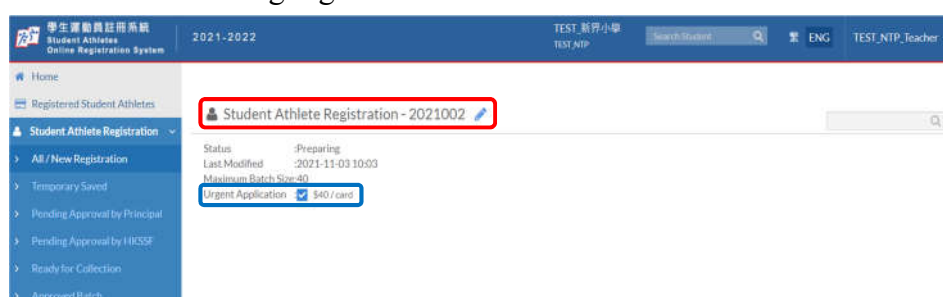 學生運動員註冊系統
Student Athletes
Online Registration System
2021-2022
TEST_新界小學
TEST_NTP
Search Student
繁 ENG
TEST_NTP_Teacher
Home
Registered Student Athletes
Student Athlete Registration
All / New Registration
Temporary Saved
Pending Approval by Principal
Pending Approval by HKSSF
Ready for Collection
Approved Batch
Student Athlete Registration - 2021002
Status :Preparing
Last Modified :2021-11-03 10:03
Maximum Batch Size:40
Urgent Application : $40 / card